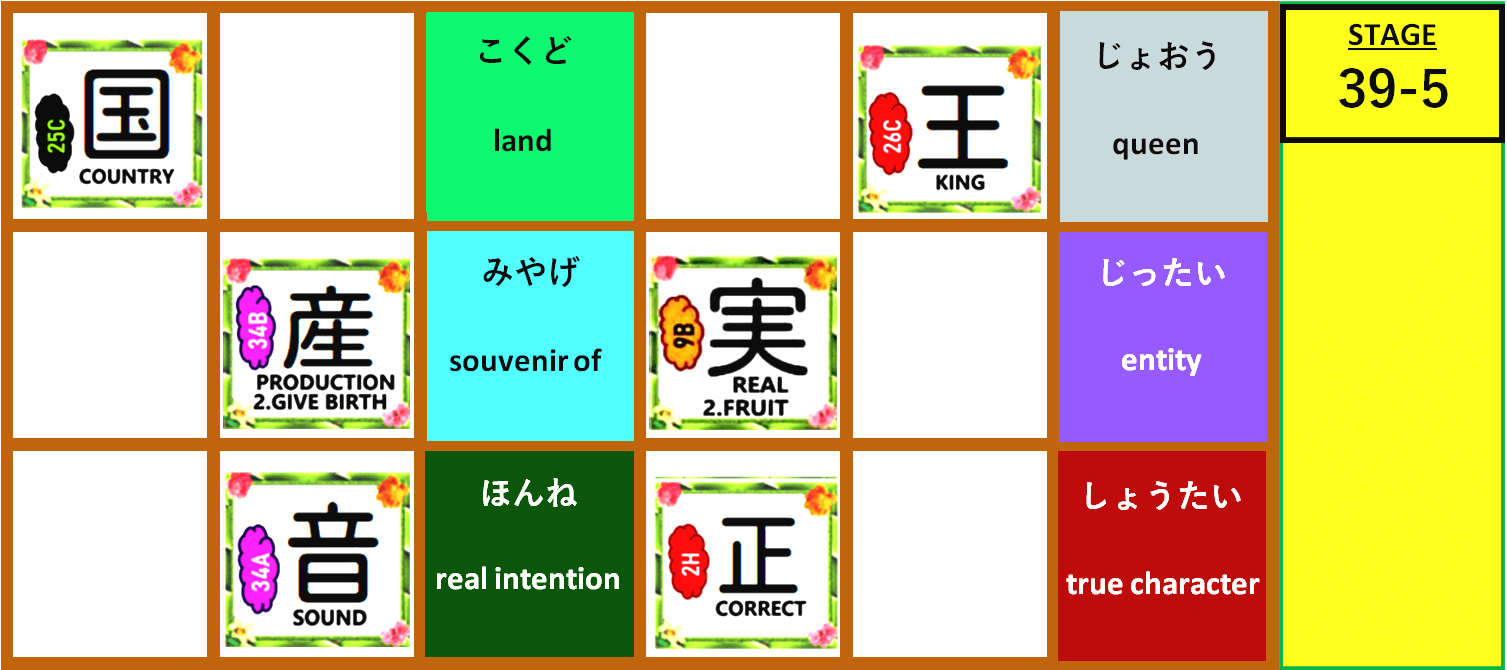 25C
国
COUNTRY
こくど
land
26C
王
KING
じょおう
queen
STAGE
39-5
34B
産
PRODUCTION
2.GIVE BIRTH
みやげ
souvenir of
9B
実
REAL
2.FRUIT
じったい
entity
34A
音
SOUND
ほんね
real intention
2H
正
CORRECT
しょうたい
true character